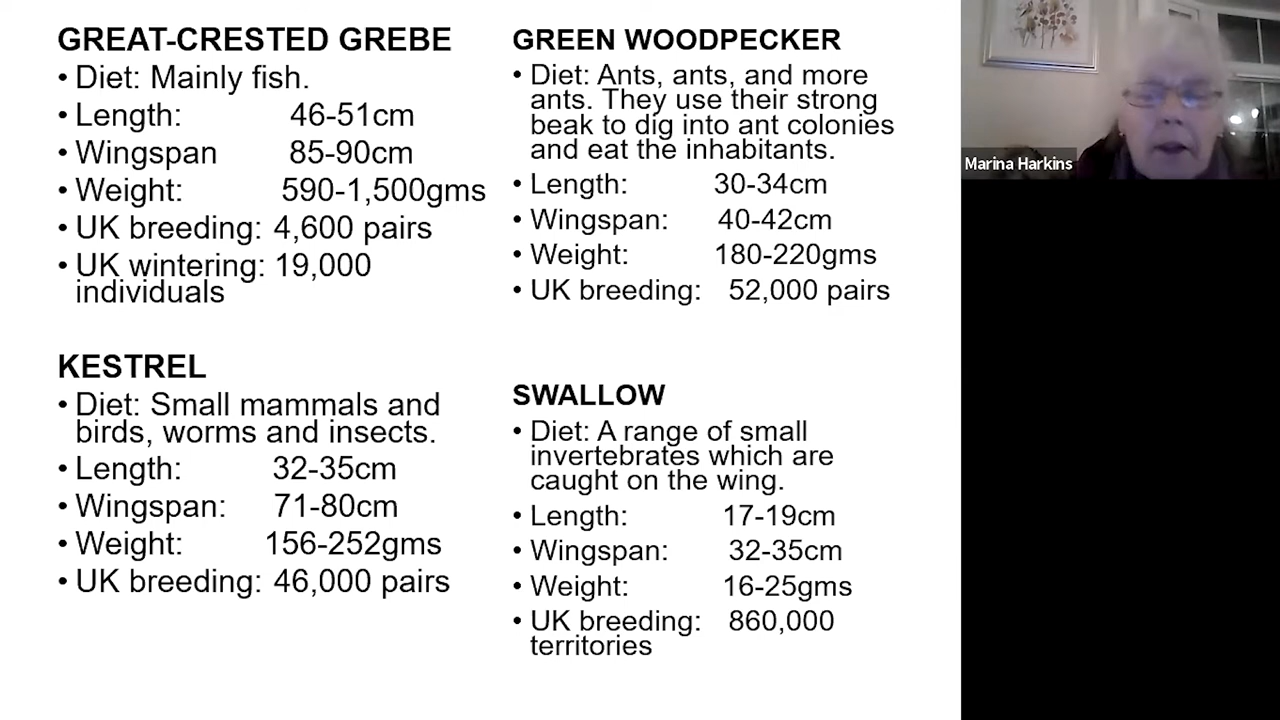 GREAT-CRESTED GREBE
• Diet: Mainly fish.
• Length: 46-51cm
• Wingspan 85-90cm
• Weight: 590-1,500gms
• UK breeding: 4,600 pairs
• UK wintering: 19,000
individuals
KESTREL
• Diet: Small mammals and
birds, worms and insects.
• Length: 32-35cm
• Wingspan: 71-80cm
• Weight: 156-252gms
• UK breeding: 46,000 pairs
GREEN WOODPECKER
• Diet: Ants, ants, and more
ants. They use their strong
beak to dig into ant colonies
and eat the inhabitants.
• Length: 30-34cm
• Wingspan: 40-42cm
• Weight: 180-220gms
• UK breeding: 52,000 pairs
SWALLOW
• Diet: A range of small
invertebrates which are
caught on the wing.
• Length: 17-19cm
• Wingspan: 32-35cm
• Weight: 16-25gms
• UK breeding: 860,000
territories
Marina Harkins